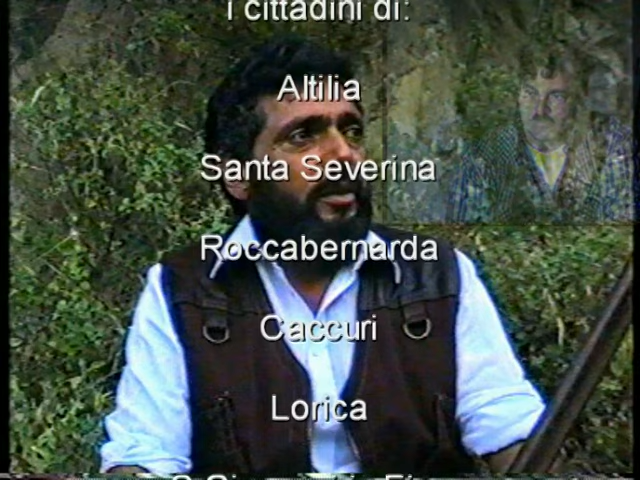 i cittadini di:
Altilia
Santa Severina
Roccabernarda
Caccuri
Lorica